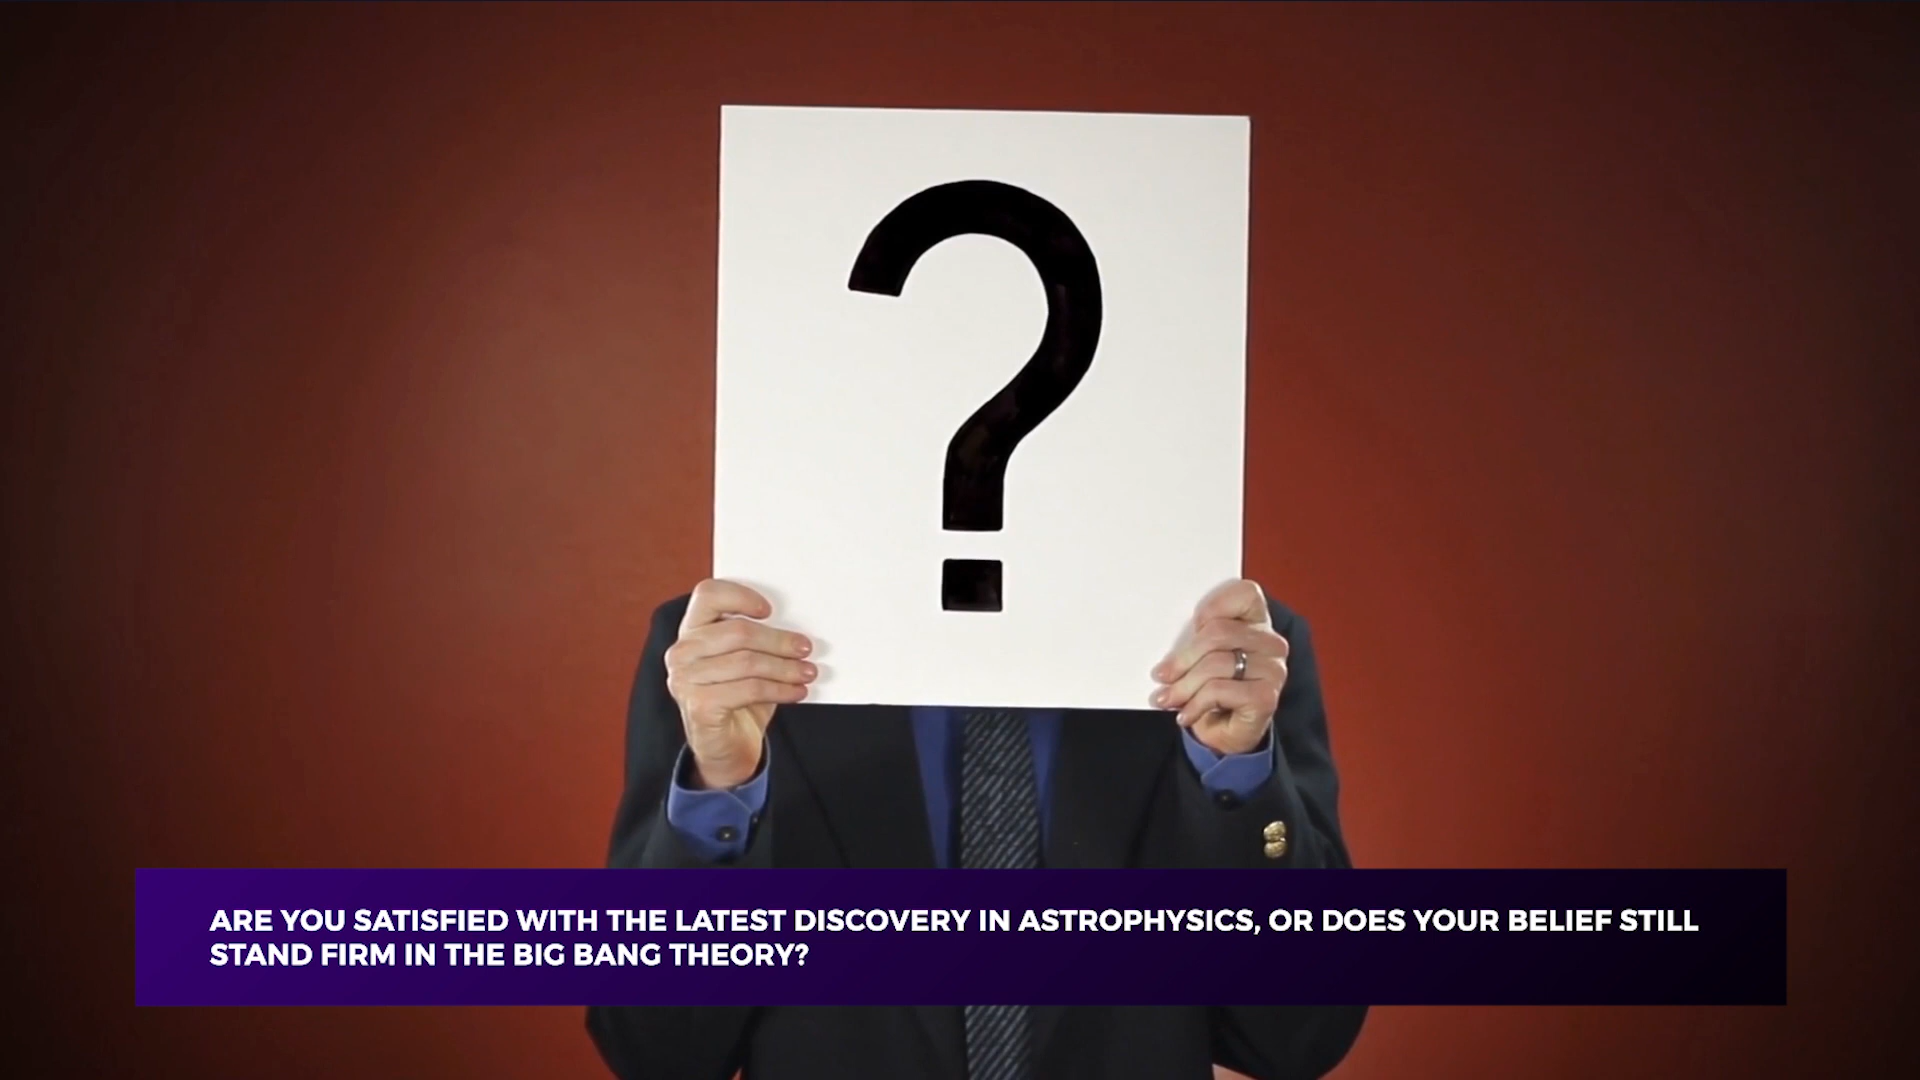 ?
ARE YOU SATISFIED WITH THE LATEST DISCOVERY IN ASTROPHYSICS, OR DOES YOUR BELIEF STILL
STAND FIRM IN THE BIG BANG THEORY?